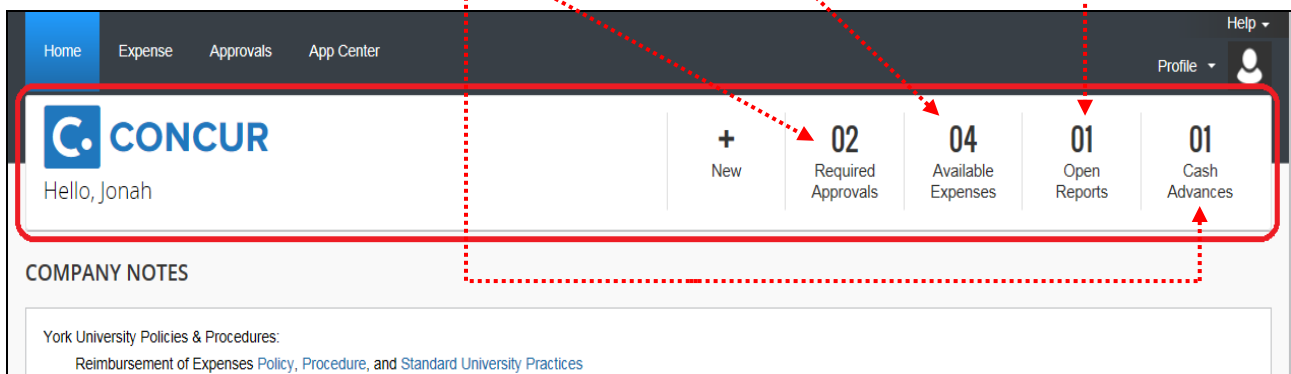 Help
Home Expense Approvals App Center
Profile
C. CONCUR
Hello, Jonah
+ New
02 Required Approvals
04 Available Expenses
01 Open Reports
01 Cash Advances
COMPANY NOTES
York University Policies & Procedures:
Reimbursement of Expenses Policy, Procedure, and Standard University Practices